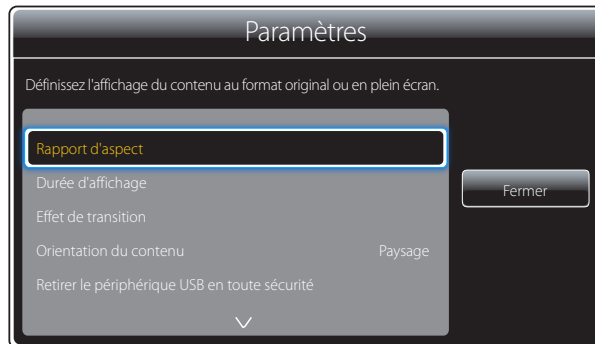 Paramètres
Définissez l'affichage du contenu au format original ou en plein écran.
Rapport d'aspect
Durée d'affichage
Effet de transition
Orientation du contenu Paysage
Retirer le périphérique USB en toute sécurité
Fermer